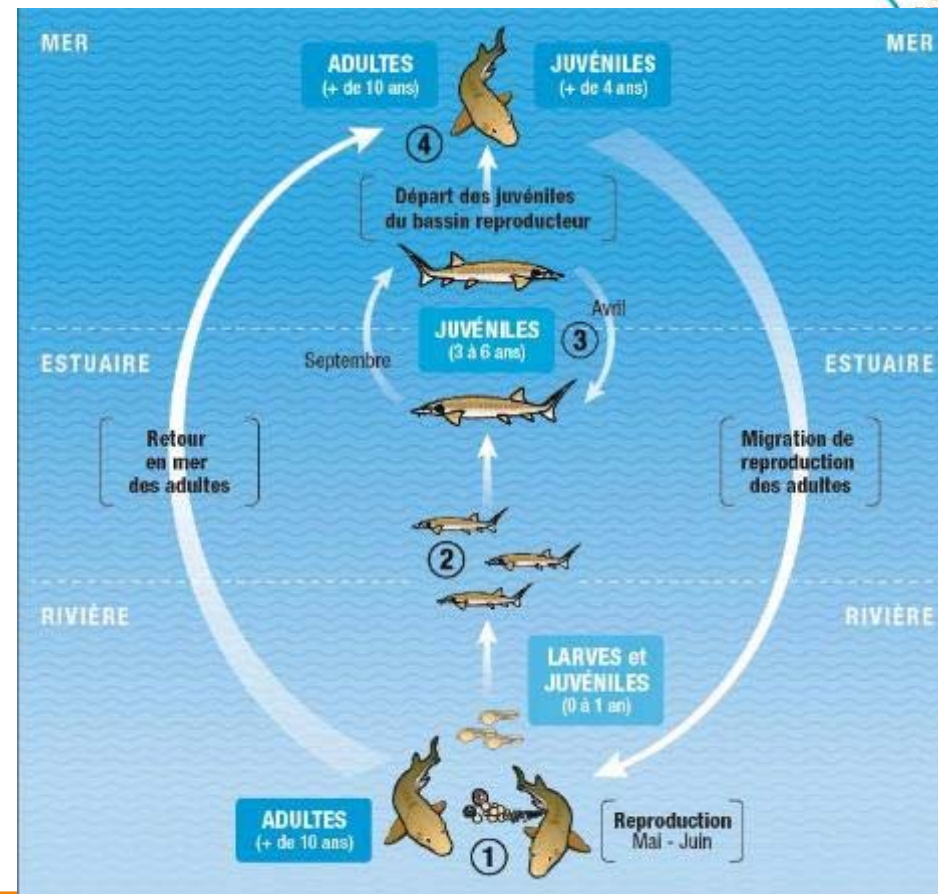 MER
MER
ADULTES
(+ de 10 ans)
JUVÉNILES
(+ de 4 ans)
4
Départ des juvéniles
du bassin reproducteur
Avril
JUVÉNILES
(3 à 6 ans)
3
Septembre
ESTUAIRE
ESTUAIRE
Retour
en mer
des adultes
Migration de
reproduction
des adultes
2
RIVIÈRE
RIVIÈRE
LARVES et
JUVÉNILES
(0 à 1 an)
ADULTES
(+ de 10 ans)
1
Reproduction
Mai - Juin